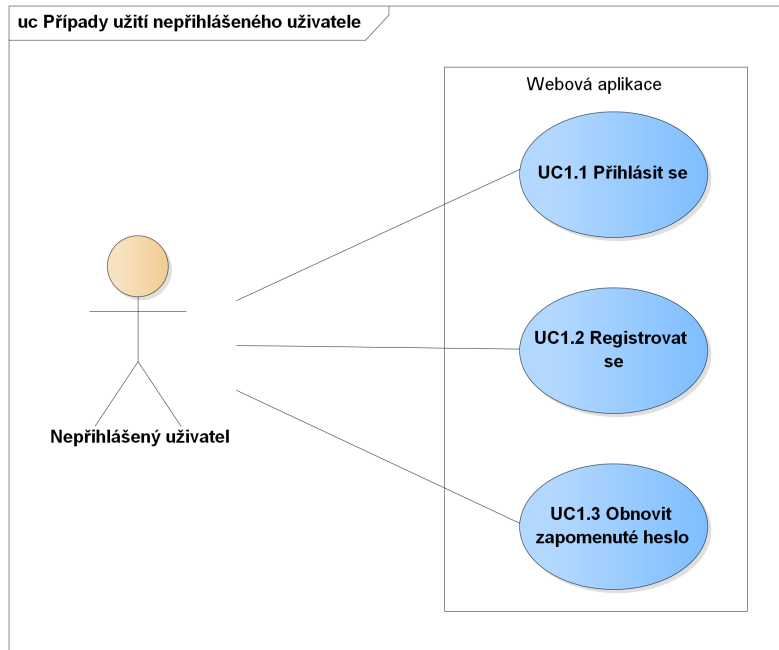 uc Případy užití nepřihlášeného uživatele
Webová aplikace
UC1.1 Přihlásit se
UC1.2 Registrovat
se
Nepřihlášený uživatel
UC1.3 Obnovit
zapomenuté heslo